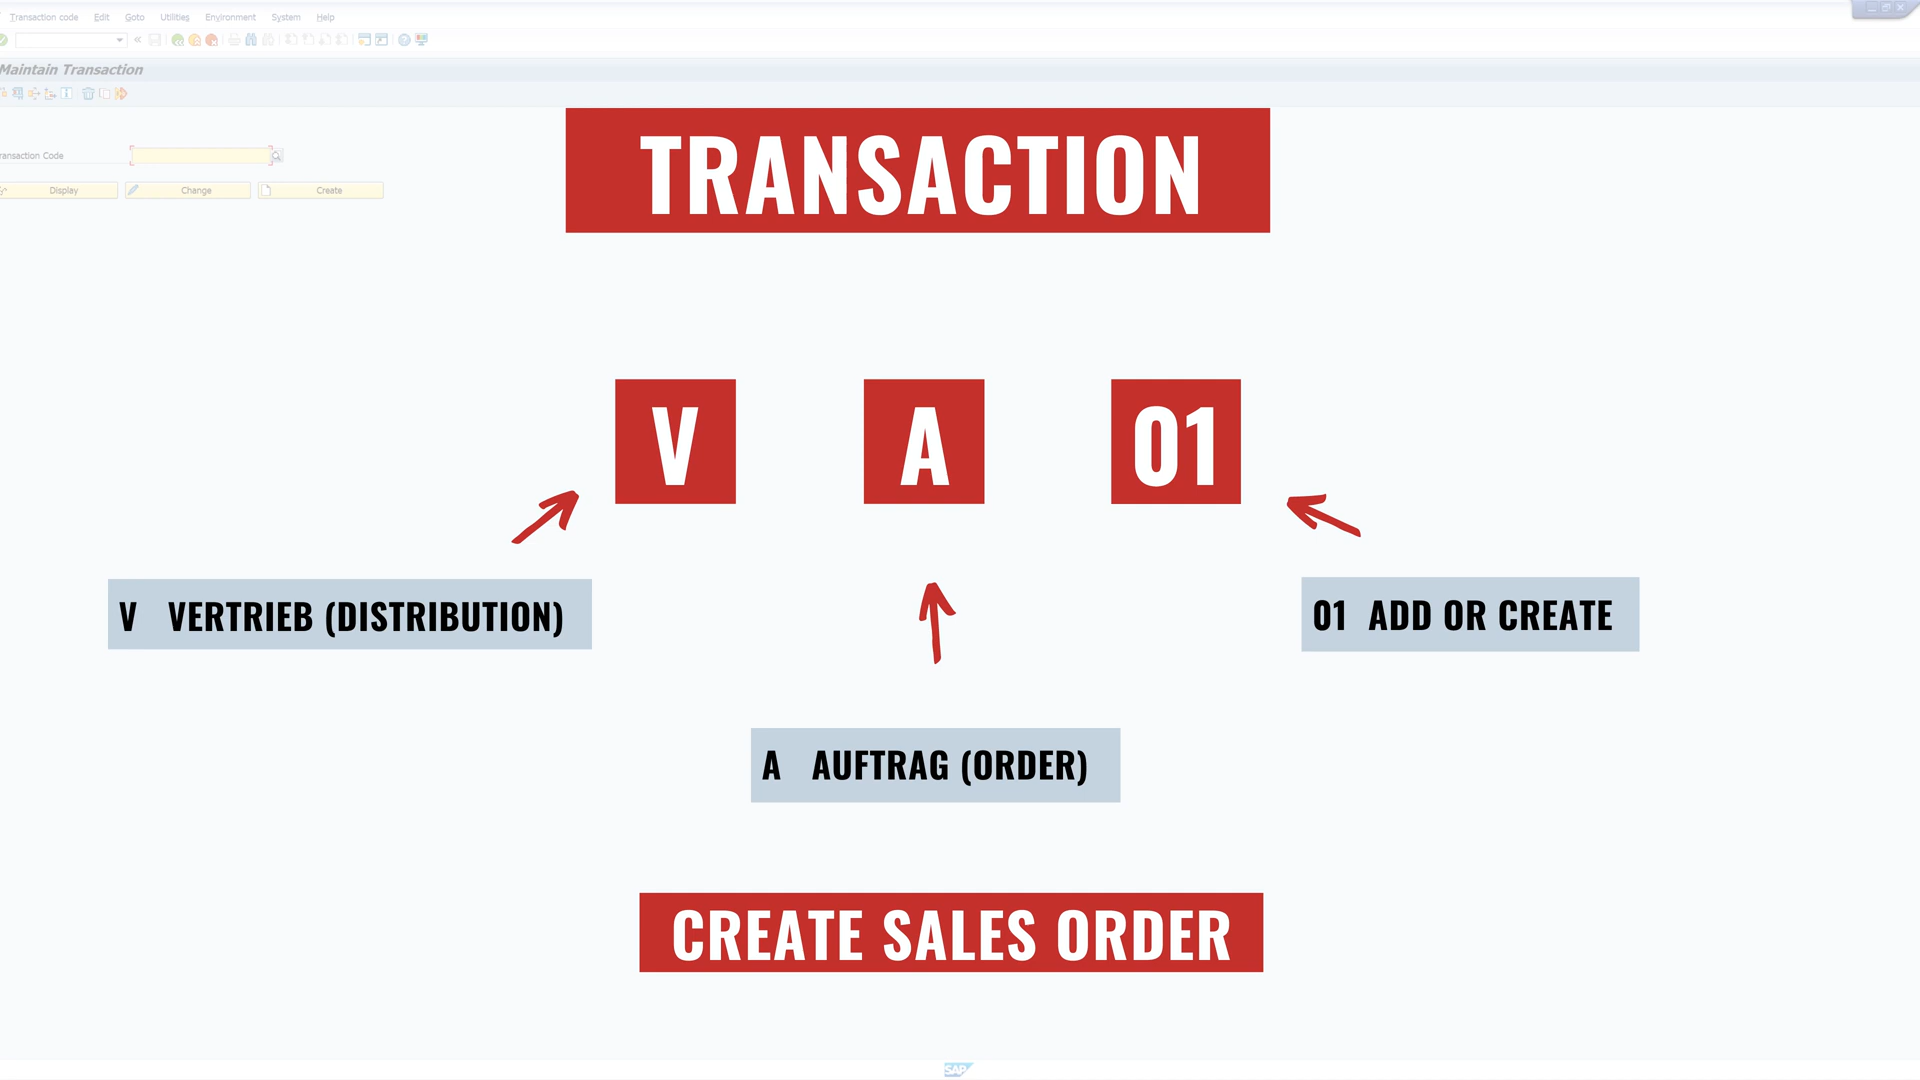 Transaction code Edit Goto Utilities Environment System Help
Maintain Transaction
ransaction Code
Display Change Create
TRANSACTION
V A 01
V VERTRIEB (DISTRIBUTION)
01 ADD OR CREATE
A AUFTRAG (ORDER)
CREATE SALES ORDER
SAP